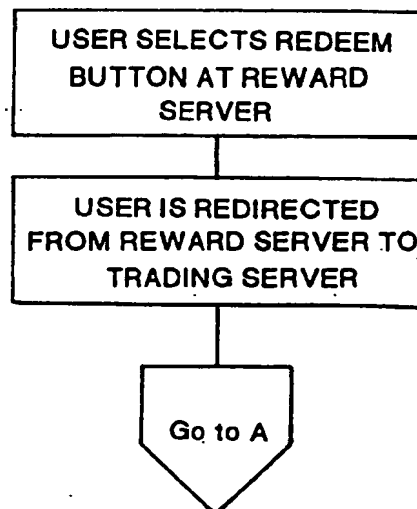 USER SELECTS REDEEM
BUTTON AT REWARD
SERVER
USER IS REDIRECTED
FROM REWARD SERVER TO
TRADING SERVER
Go to A